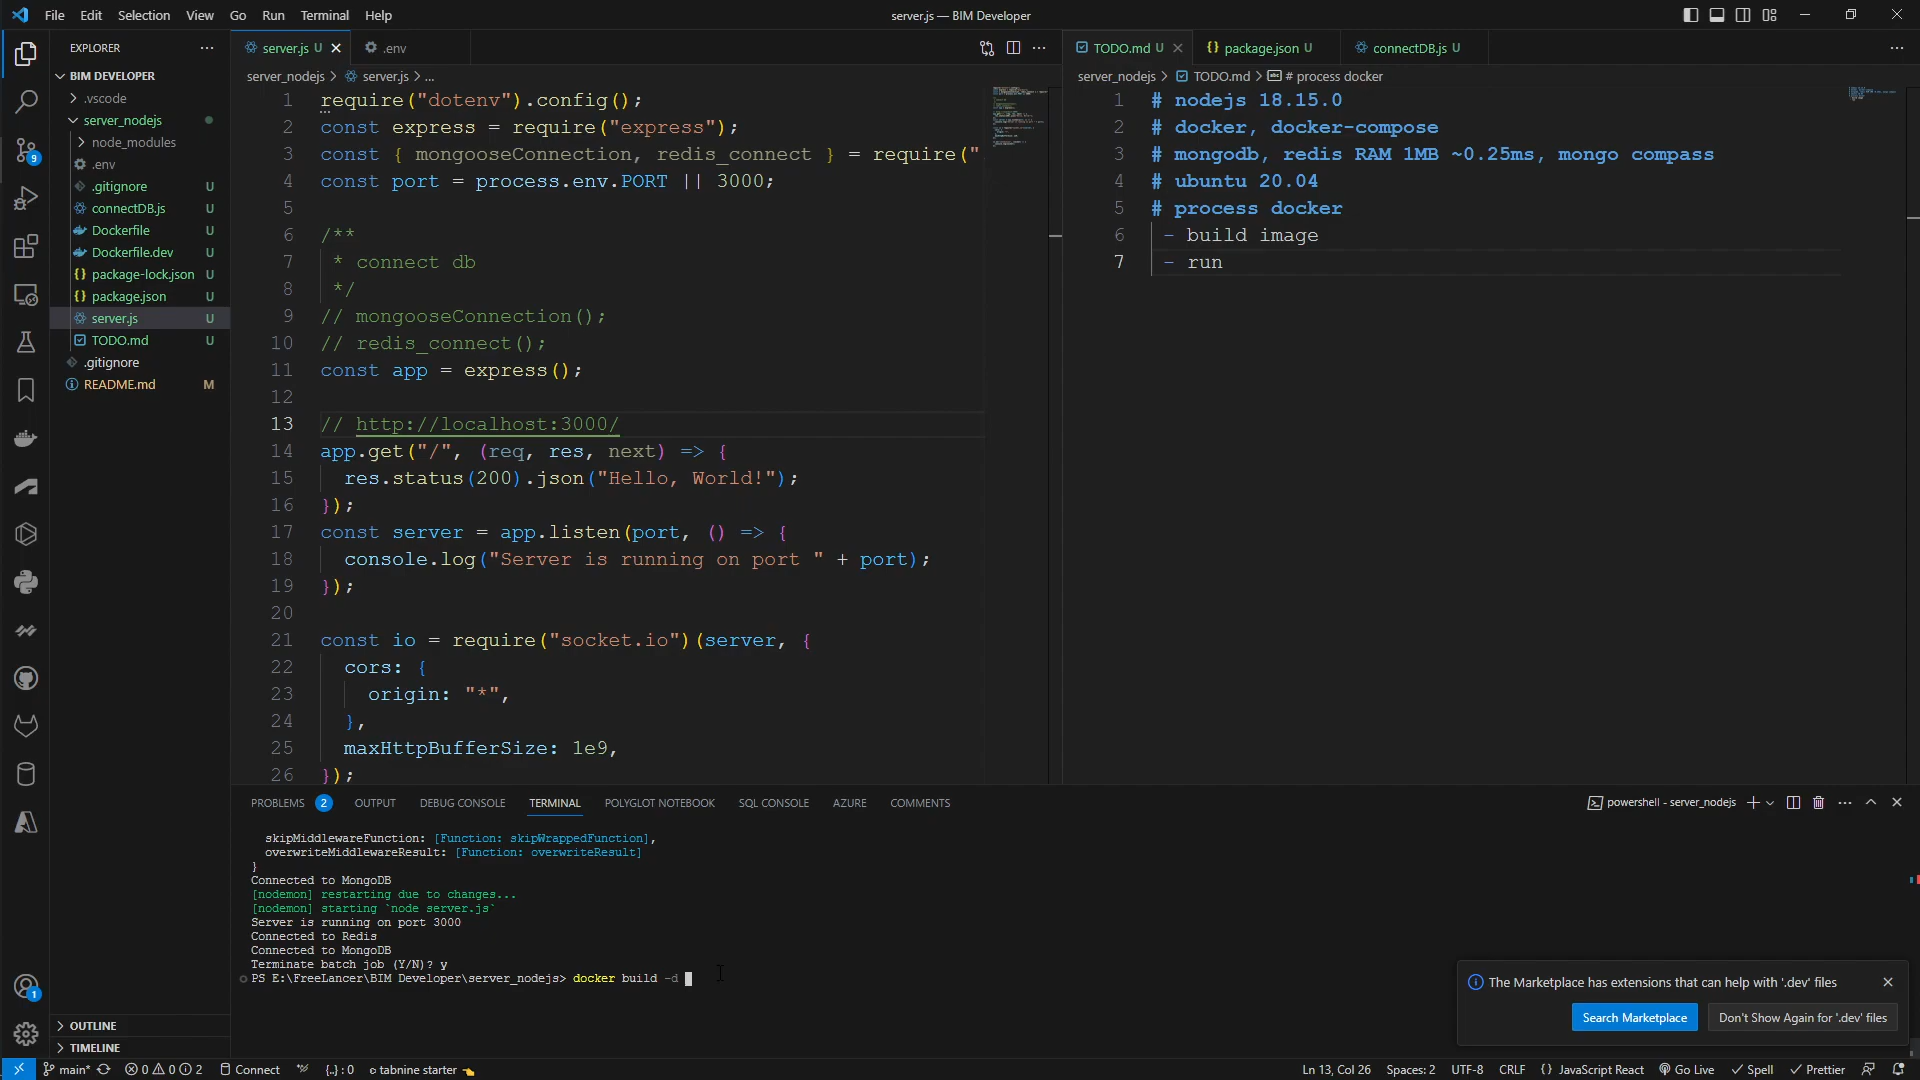 File Edit Selection View Go Run Terminal Help
server.js — BIM Developer
EXPLORER
BIM DEVELOPER
.vscode
server_nodejs
node_modules
.env
.gitignore U
connectDB.js U
Dockerfile U
Dockerfile.dev U
package-lock.json U
package.json U
server.js U
TODO.md U
.gitignore
README.md M
OUTLINE
TIMELINE
9
1
server.js U
.env
server_nodejs > server.js > ...
1 require("dotenv").config();
2 const express = require("express");
3 const { mongooseConnection, redis_connect } = require("
4 const port = process.env.PORT || 3000;
5
6 /**
7 * connect db
8 */
9 // mongooseConnection();
10 // redis_connect();
11 const app = express();
12
13 // http://localhost:3000/
14 app.get("/", (req, res, next) => {
15 res.status(200).json("Hello, World!");
16 });
17 const server = app.listen(port, () => {
18 console.log("Server is running on port " + port);
19 });
20
21 const io = require("socket.io")(server, {
22 cors: {
23 origin: "*",
24 },
25 maxHttpBufferSize: 1e9,
26 });
TODO.md U
package.json U
connectDB.js U
server_nodejs > TODO.md > # process docker
1 # nodejs 18.15.0
2 # docker, docker-compose
3 # mongodb, redis RAM 1MB ~0.25ms, mongo compass
4 # ubuntu 20.04
5 # process docker
6 - build image
7 - run
PROBLEMS 2 OUTPUT DEBUG CONSOLE TERMINAL POLYGLOT NOTEBOOK SQL CONSOLE AZURE COMMENTS
powershell - server_nodejs
skipMiddlewareFunction: [Function: skipWrappedFunction],
overwriteMiddlewareResult: [Function: overwriteResult]
}
Connected to MongoDB
[nodemon] restarting due to changes...
[nodemon] starting `node server.js`
Server is running on port 3000
Connected to Redis
Connected to MongoDB
Terminate batch job (Y/N)? y
PS E:\FreeLancer\BIM Developer\server_nodejs> docker build -d
The Marketplace has extensions that can help with '.dev' files
Search Marketplace
Don't Show Again for '.dev' files
main* 0 0 2 Connect {..} : 0 tabnine starter
Ln 13, Col 26 Spaces: 2 UTF-8 CRLF {} JavaScript React Go Live Spell Prettier